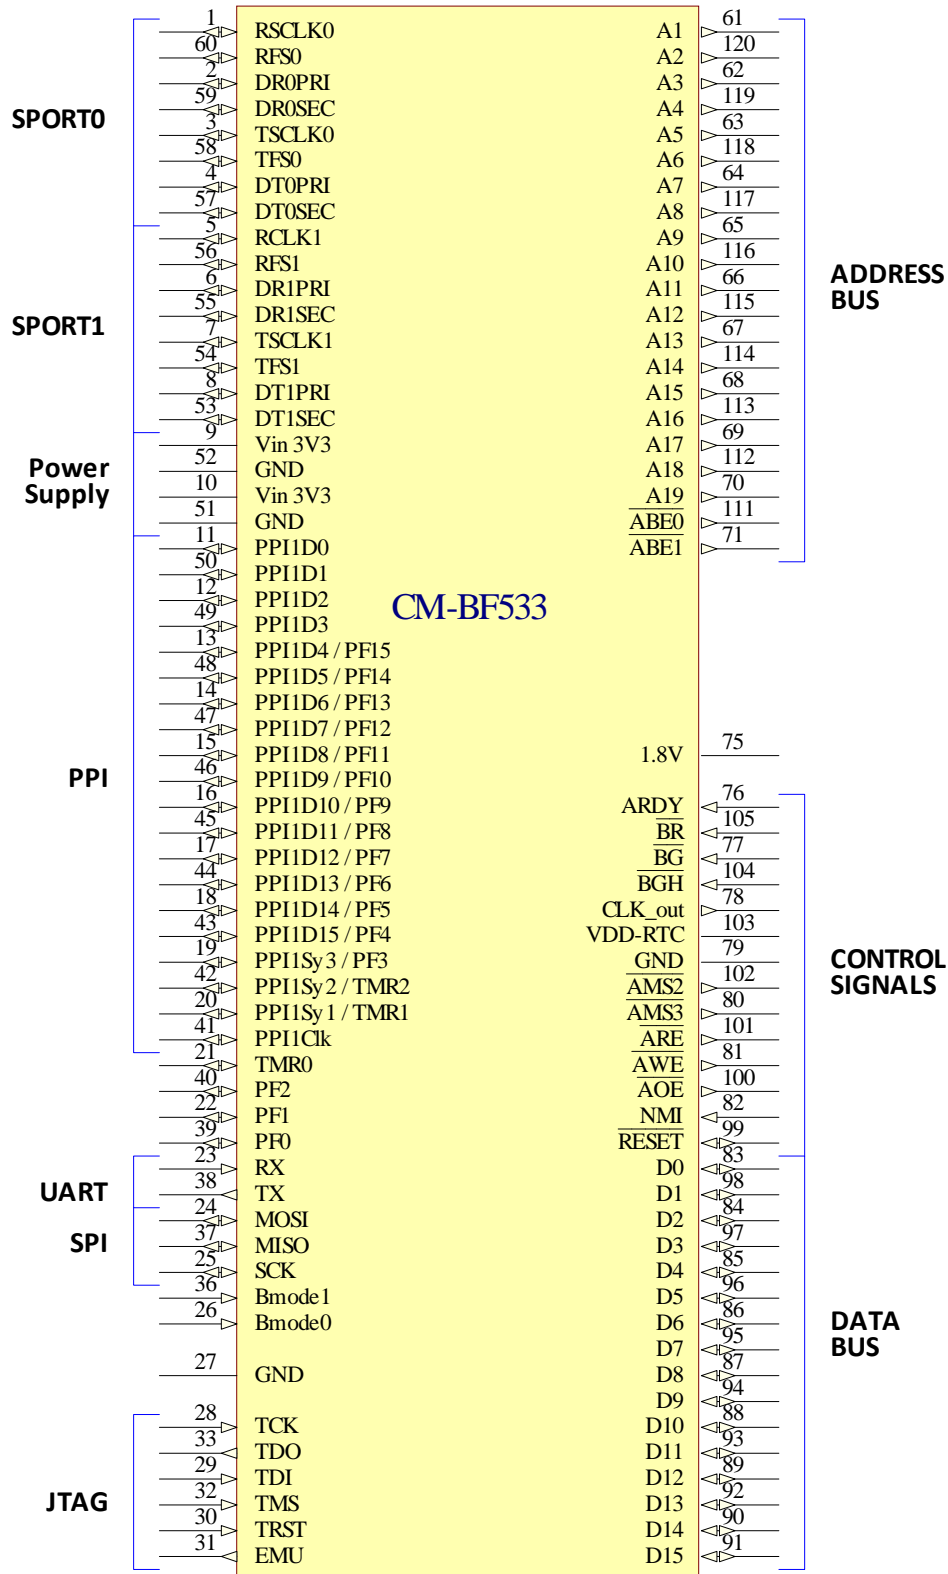 1 RSCLK0 A1 61
60 RFS0 A2 120
2 DR0PRI A3 62
59 DR0SEC A4 119
SPORT0
3 TSCLK0 A5 63
58 TFS0 A6 118
4 DT0PRI A7 64
57 DT0SEC A8 117
5 RCLK1 A9 65
56 RFS1 A10 116
6 DR1PRI A11 66
ADDRESS
BUS
55 DR1SEC A12 115
SPORT1
7 TSCLK1 A13 67
54 TFS1 A14 114
8 DT1PRI A15 68
53 DT1SEC A16 113
9 Vin 3V3 A17 69
Power
Supply
52 GND A18 112
10 Vin 3V3 A19 70
51 GND ABE0 111
11 PPI1D0 ABE1 71
50 PPI1D1
12 PPI1D2
CM-BF533
49 PPI1D3
13 PPI1D4 / PF15
48 PPI1D5 / PF14
14 PPI1D6 / PF13
47 PPI1D7 / PF12
15 PPI1D8 / PF11 1.8V 75
PPI
46 PPI1D9 / PF10
16 PPI1D10 / PF9 ARDY 76
45 PPI1D11 / PF8 BR 105
17 PPI1D12 / PF7 BG 77
44 PPI1D13 / PF6 BGH 104
18 PPI1D14 / PF5 CLK_out 78
43 PPI1D15 / PF4 VDD-RTC 103
19 PPI1Sy3 / PF3 GND 79
CONTROL
SIGNALS
42 PPI1Sy2 / TMR2 AMS2 102
20 PPI1Sy1 / TMR1 AMS3 80
41 PPI1Clk ARE 101
21 TMR0 AWE 81
40 PF2 AOE 100
22 PF1 NMI 82
39 PF0 RESET 99
23 RX D0 83
UART
38 TX D1 98
24 MOSI D2 84
SPI
37 MISO D3 97
25 SCK D4 85
36 Bmode1 D5 96
26 Bmode0 D6 86
DATA
BUS
D7 95
27 GND D8 87
D9 94
28 TCK D10 88
33 TDO D11 93
29 TDI D12 89
JTAG
32 TMS D13 92
30 TRST D14 90
31 EMU D15 91